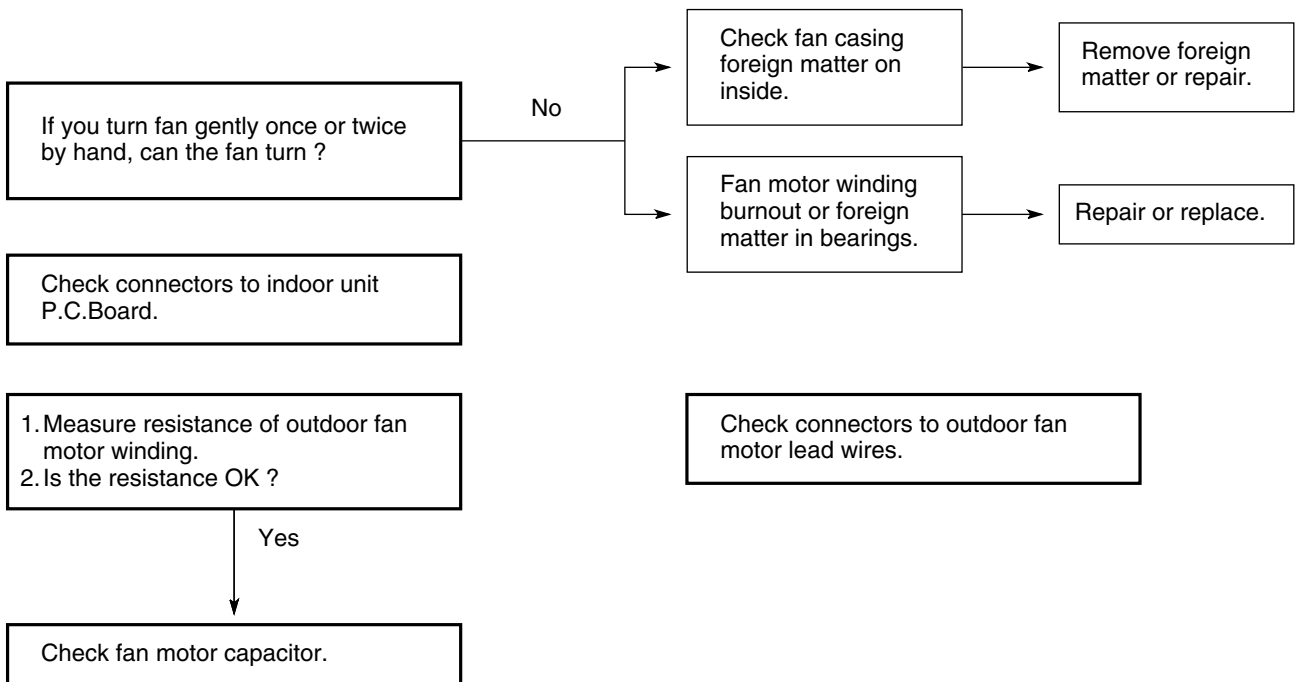 If you turn fan gently once or twice
by hand, can the fan turn ?
No
Check fan casing
foreign matter on
inside.
Remove foreign
matter or repair.
Fan motor winding
burnout or foreign
matter in bearings.
Repair or replace.
Check connectors to indoor unit
P.C.Board.
1. Measure resistance of outdoor fan
motor winding.
2. Is the resistance OK ?
Check connectors to outdoor fan
motor lead wires.
Yes
Check fan motor capacitor.